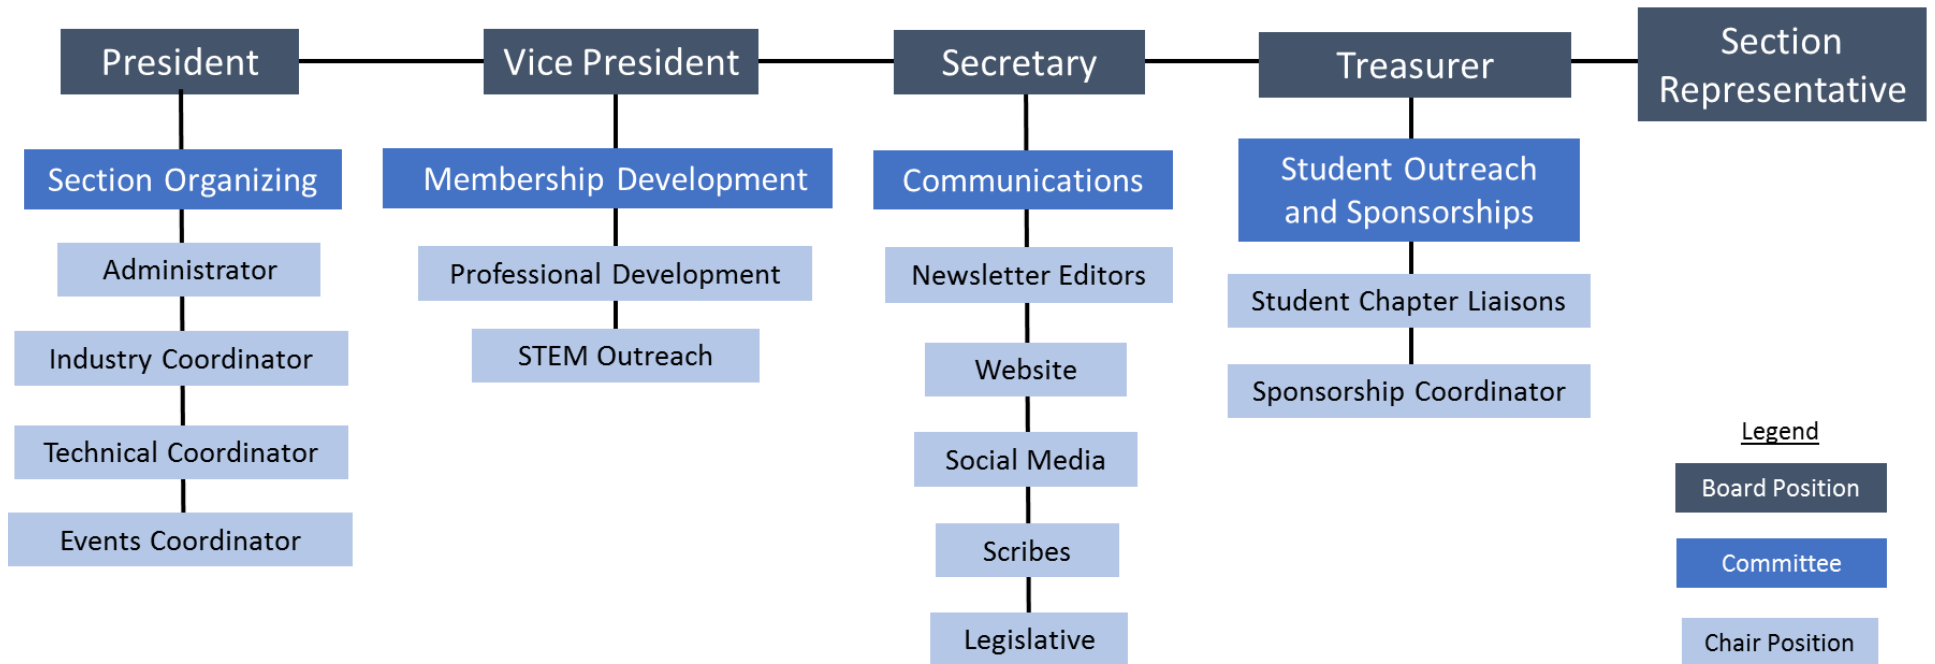 President
Vice President
Secretary
Treasurer
Section
Representative
Section Organizing
Administrator
Industry Coordinator
Technical Coordinator
Events Coordinator
Membership Development
Professional Development
STEM Outreach
Communications
Newsletter Editors
Website
Social Media
Scribes
Legislative
Student Outreach
and Sponsorships
Student Chapter Liaisons
Sponsorship Coordinator
Legend
Board Position
Committee
Chair Position